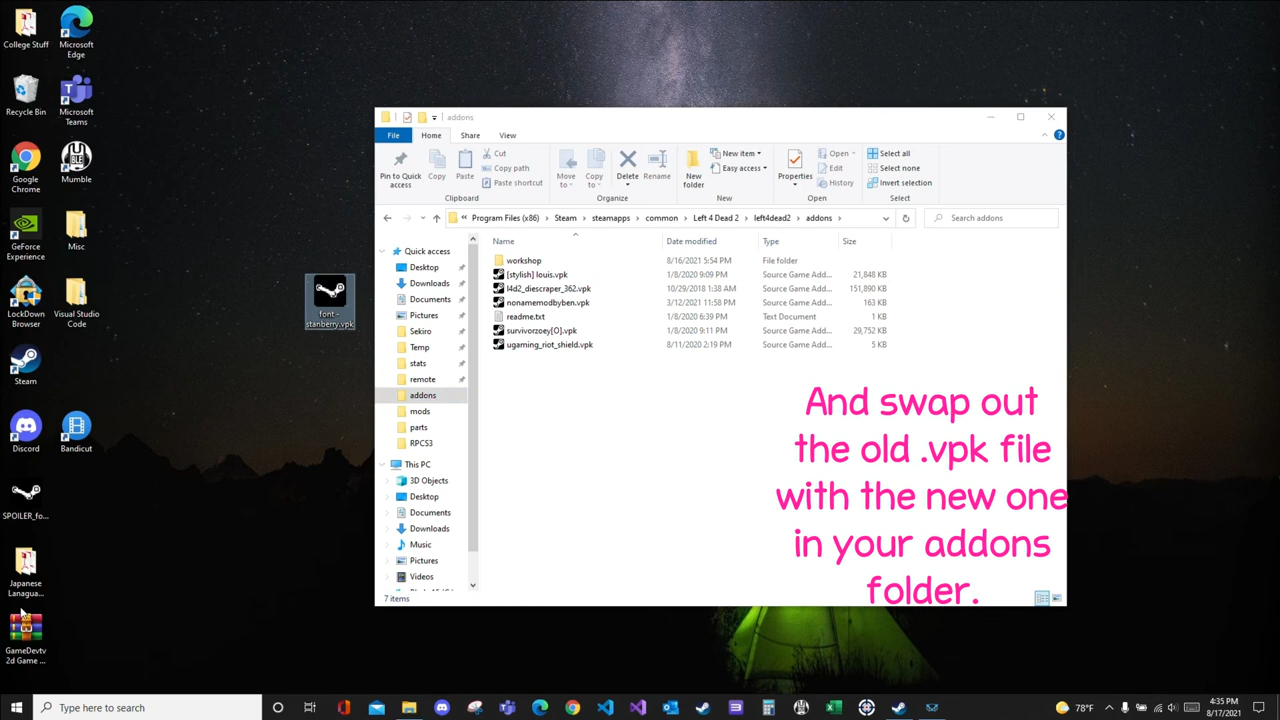 College Stuff
Microsoft Edge
Recycle Bin
Microsoft Teams
Google Chrome
Mumble
GeForce Experience
Misc
LockDown Browser
Visual Studio Code
Steam
Discord
Bandicut
SPOILER_fo...
Japanese Lanagua...
GameDevtv 2d Game ...
font - stanberry.vpk
addons
File
Home
Share
View
Pin to Quick access
Copy
Paste
Cut
Copy path
Paste shortcut
Clipboard
Move to
Copy to
Delete
Rename
Organize
New folder
New item
Easy access
New
Properties
Open
Edit
History
Open
Select all
Select none
Invert selection
Select
Program Files (x86) > Steam > steamapps > common > Left 4 Dead 2 > left4dead2 > addons >
Search addons
Name Date modified Type Size
Quick access
Desktop
Downloads
Documents
Pictures
Sekiro
Temp
stats
remote
addons
mods
parts
RPCS3
This PC
3D Objects
Desktop
Documents
Downloads
Music
Pictures
Videos
workshop 8/16/2021 5:54 PM File folder
[stylish] louis.vpk 1/8/2020 9:09 PM Source Game Add... 21,848 KB
l4d2_diescraper_362.vpk 10/29/2018 1:38 AM Source Game Add... 151,890 KB
nonamemodbyben.vpk 3/12/2021 11:58 PM Source Game Add... 163 KB
readme.txt 1/8/2020 6:39 PM Text Document 1 KB
survivorzoey[O].vpk 1/8/2020 9:11 PM Source Game Add... 29,752 KB
ugaming_riot_shield.vpk 8/11/2020 2:19 PM Source Game Add... 5 KB
And swap out
the old .vpk file
with the new one
in your addons
folder.
7 items
Type here to search
78°F
4:35 PM
8/17/2021